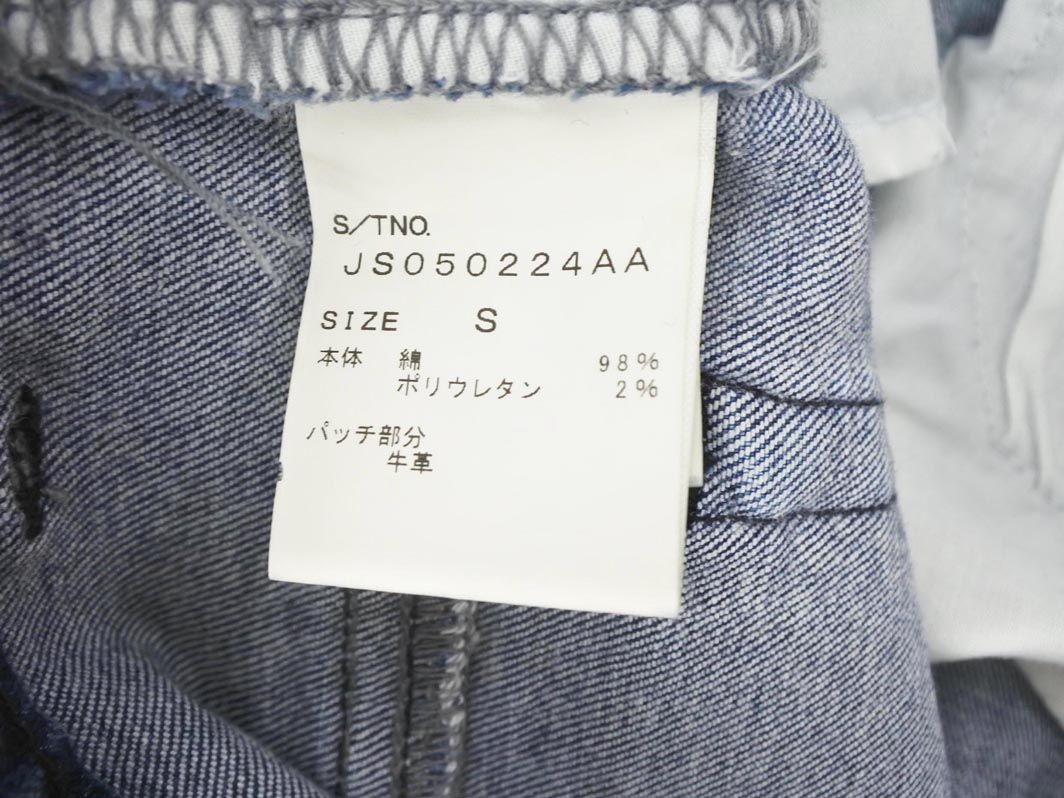 S/TNO.
JS050224AA
SIZE S
本体 綿 98%
ポリウレタン 2%
パッチ部分
牛革